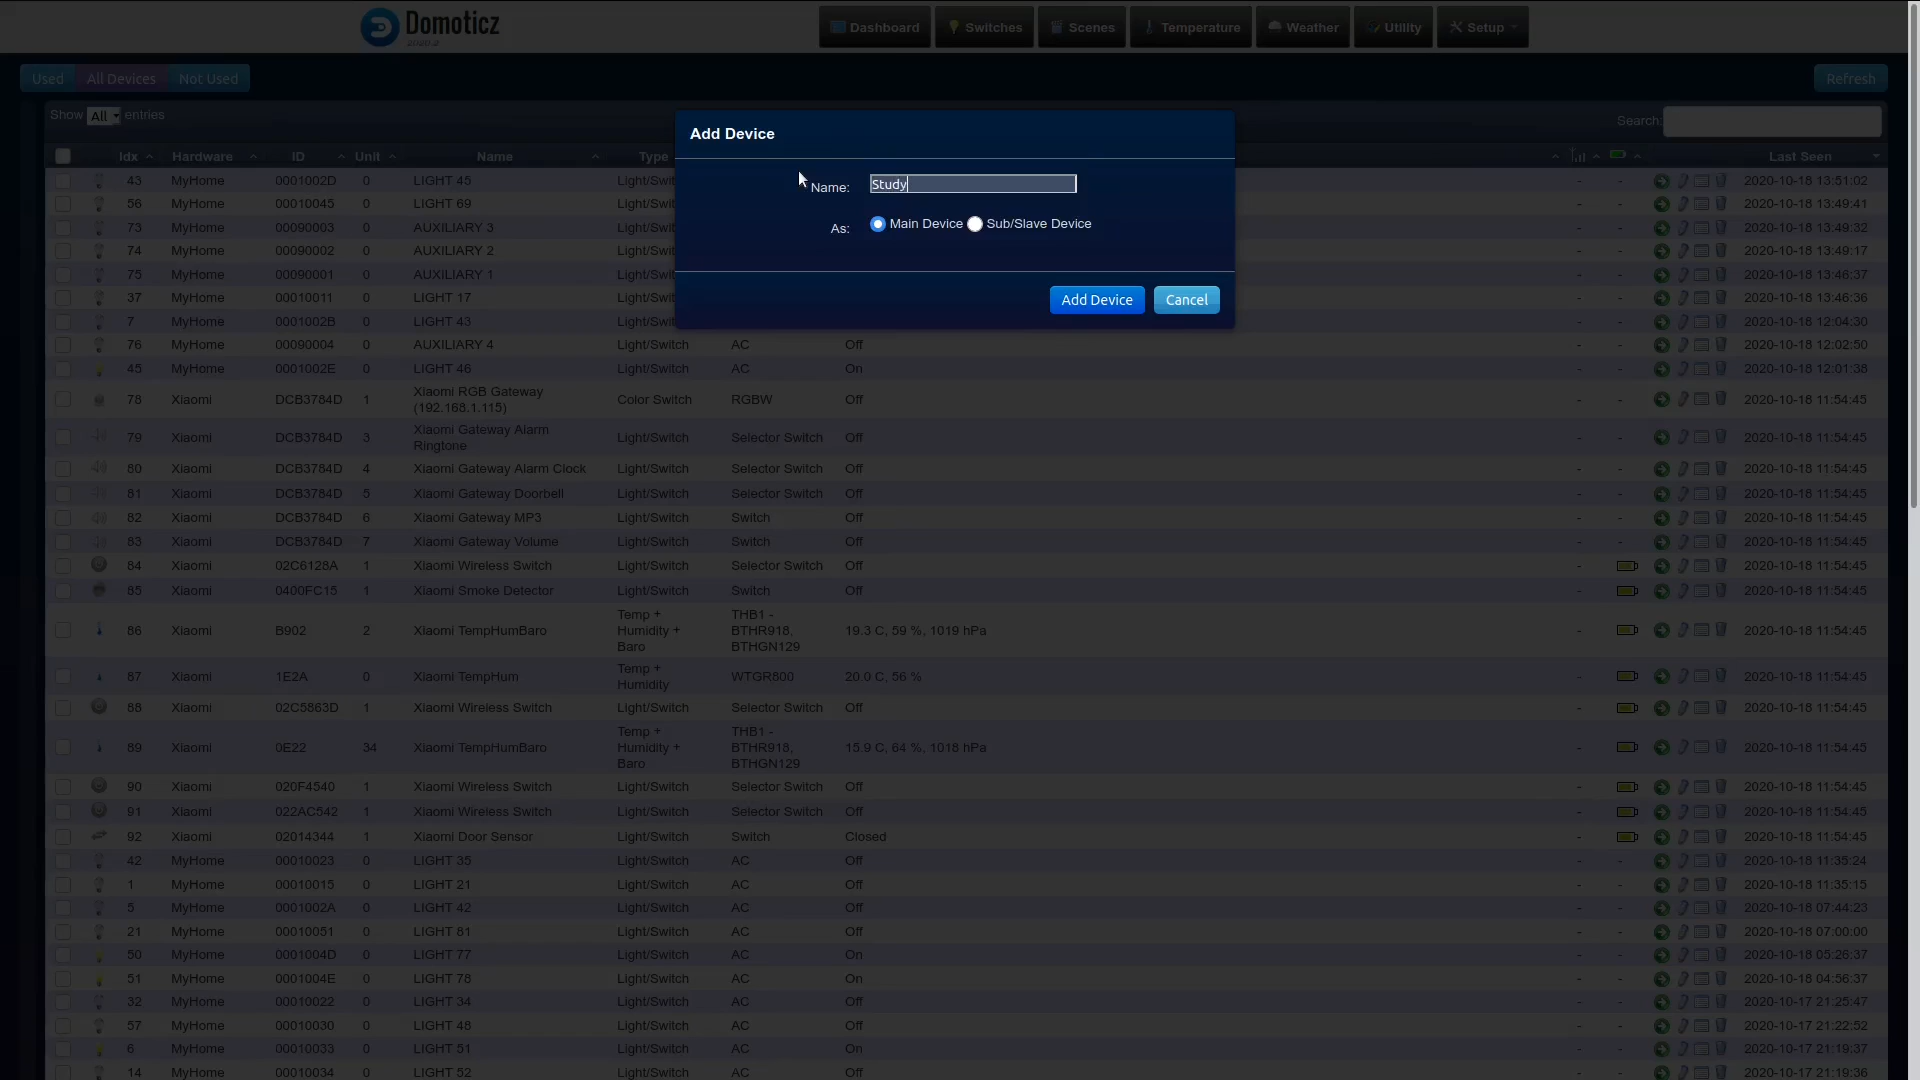 Domoticz
2020.2
Dashboard Switches Scenes Temperature Weather Utility Setup
Used All Devices Not Used Refresh
Show All entries Search:
Add Device
Name: Study
As: Main Device Sub/Slave Device
Add Device Cancel
Idx Hardware ID Unit Name Type Last Seen
43 MyHome 0001002D 0 LIGHT 45 Light/Swit - - 2020-10-18 13:51:02
56 MyHome 00010045 0 LIGHT 69 Light/Swit - - 2020-10-18 13:49:41
73 MyHome 00090003 0 AUXILIARY 3 Light/Swit - - 2020-10-18 13:49:32
74 MyHome 00090002 0 AUXILIARY 2 Light/Swit - - 2020-10-18 13:49:17
75 MyHome 00090001 0 AUXILIARY 1 Light/Swit - - 2020-10-18 13:46:37
37 MyHome 00010011 0 LIGHT 17 Light/Swit - - 2020-10-18 13:46:36
7 MyHome 0001002B 0 LIGHT 43 Light/Swit - - 2020-10-18 12:04:30
76 MyHome 00090004 0 AUXILIARY 4 Light/Switch AC Off - - 2020-10-18 12:02:50
45 MyHome 0001002E 0 LIGHT 46 Light/Switch AC On - - 2020-10-18 12:01:38
78 Xiaomi DCB3784D 1 Xiaomi RGB Gateway (192.168.1.115) Color Switch RGBW Off - - 2020-10-18 11:54:45
79 Xiaomi DCB3784D 3 Xiaomi Gateway Alarm Ringtone Light/Switch Selector Switch Off - - 2020-10-18 11:54:45
80 Xiaomi DCB3784D 4 Xiaomi Gateway Alarm Clock Light/Switch Selector Switch Off - - 2020-10-18 11:54:45
81 Xiaomi DCB3784D 5 Xiaomi Gateway Doorbell Light/Switch Selector Switch Off - - 2020-10-18 11:54:45
82 Xiaomi DCB3784D 6 Xiaomi Gateway MP3 Light/Switch Switch Off - - 2020-10-18 11:54:45
83 Xiaomi DCB3784D 7 Xiaomi Gateway Volume Light/Switch Switch Off - - 2020-10-18 11:54:45
84 Xiaomi 02C6128A 1 Xiaomi Wireless Switch Light/Switch Selector Switch Off - 2020-10-18 11:54:45
85 Xiaomi 0400FC15 1 Xiaomi Smoke Detector Light/Switch Switch Off - 2020-10-18 11:54:45
86 Xiaomi B902 2 Xiaomi TempHumBaro Temp + Humidity + Baro THB1 - BTHR918, BTHGN129 19.3 C, 59 %, 1019 hPa - 2020-10-18 11:54:45
87 Xiaomi 1E2A 0 Xiaomi TempHum Temp + Humidity WTGR800 20.0 C, 56 % - 2020-10-18 11:54:45
88 Xiaomi 02C5863D 1 Xiaomi Wireless Switch Light/Switch Selector Switch Off - 2020-10-18 11:54:45
89 Xiaomi 0E22 34 Xiaomi TempHumBaro Temp + Humidity + Baro THB1 - BTHR918, BTHGN129 15.9 C, 64 %, 1018 hPa - 2020-10-18 11:54:45
90 Xiaomi 020F4540 1 Xiaomi Wireless Switch Light/Switch Selector Switch Off - 2020-10-18 11:54:45
91 Xiaomi 022AC542 1 Xiaomi Wireless Switch Light/Switch Selector Switch Off - 2020-10-18 11:54:45
92 Xiaomi 02014344 1 Xiaomi Door Sensor Light/Switch Switch Closed - 2020-10-18 11:54:45
42 MyHome 00010023 0 LIGHT 35 Light/Switch AC Off - - 2020-10-18 11:35:24
1 MyHome 00010015 0 LIGHT 21 Light/Switch AC Off - - 2020-10-18 11:35:15
5 MyHome 0001002A 0 LIGHT 42 Light/Switch AC Off - - 2020-10-18 07:44:23
21 MyHome 00010051 0 LIGHT 81 Light/Switch AC Off - - 2020-10-18 07:00:00
50 MyHome 0001004D 0 LIGHT 77 Light/Switch AC On - - 2020-10-18 05:26:37
51 MyHome 0001004E 0 LIGHT 78 Light/Switch AC On - - 2020-10-18 04:56:37
32 MyHome 00010022 0 LIGHT 34 Light/Switch AC Off - - 2020-10-17 21:25:47
57 MyHome 00010030 0 LIGHT 48 Light/Switch AC Off - - 2020-10-17 21:22:52
6 MyHome 00010033 0 LIGHT 51 Light/Switch AC On - - 2020-10-17 21:19:37
14 MyHome 00010034 0 LIGHT 52 Light/Switch AC Off - - 2020-10-17 21:19:36